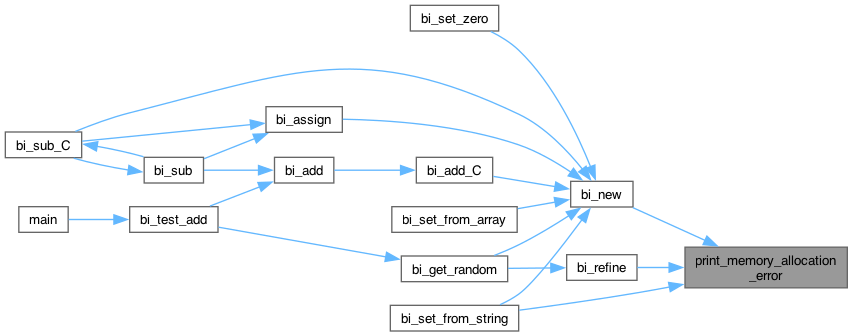 bi_set_zero
bi_assign
bi_sub_C
bi_sub
bi_add
bi_add_C
bi_new
main
bi_test_add
bi_set_from_array
bi_get_random
bi_refine
print_memory_allocation
_error
bi_set_from_string